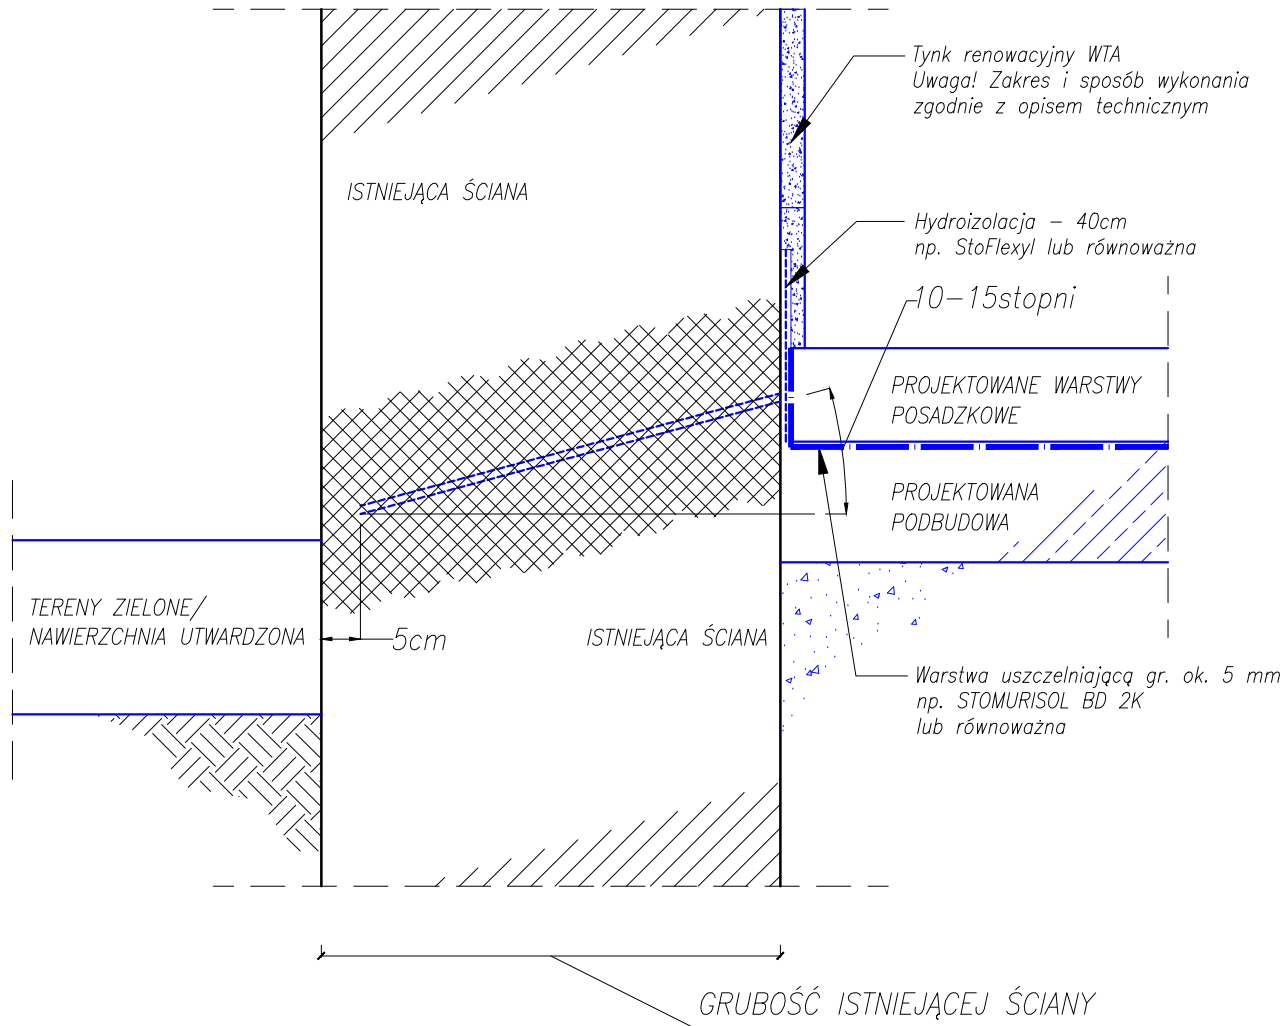 Tynk renowacyjny WTA
Uwaga! Zakres i sposób wykonania
zgodnie z opisem technicznym
ISTNIEJĄCA ŚCIANA
Hydroizolacja – 40cm
np. StoFlexyl lub równoważna
10–15stopni
PROJEKTOWANE WARSTWY
POSADZKOWE
PROJEKTOWANA
PODBUDOWA
TERENY ZIELONE/
NAWIERZCHNIA UTWARDZONA
5cm
ISTNIEJĄCA ŚCIANA
Warstwa uszczelniającą gr. ok. 5 mm
np. STOMURISOL BD 2K
lub równoważna
GRUBOŚĆ ISTNIEJĄCEJ ŚCIANY